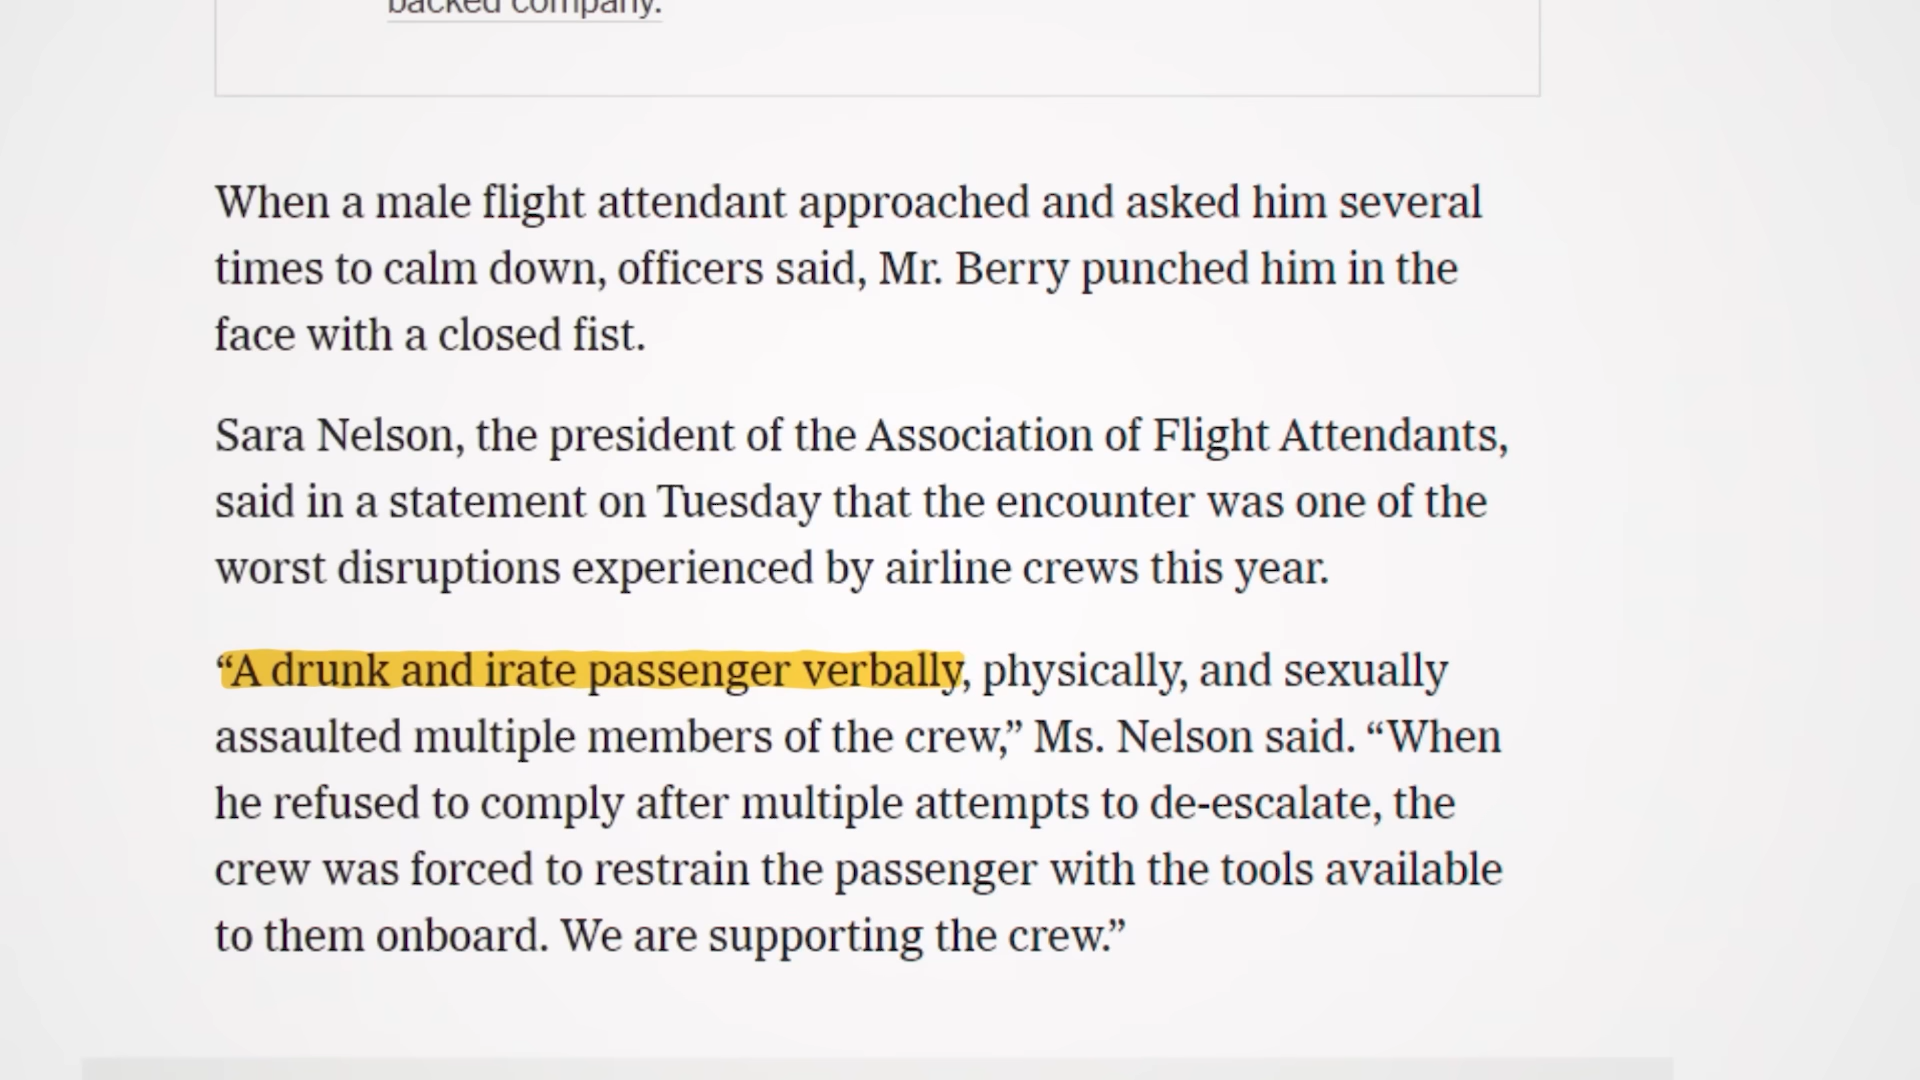 backed company.
When a male flight attendant approached and asked him several
times to calm down, officers said, Mr. Berry punched him in the
face with a closed fist.
Sara Nelson, the president of the Association of Flight Attendants,
said in a statement on Tuesday that the encounter was one of the
worst disruptions experienced by airline crews this year.
“A drunk and irate passenger verbally, physically, and sexually
assaulted multiple members of the crew,” Ms. Nelson said. “When
he refused to comply after multiple attempts to de-escalate, the
crew was forced to restrain the passenger with the tools available
to them onboard. We are supporting the crew.”